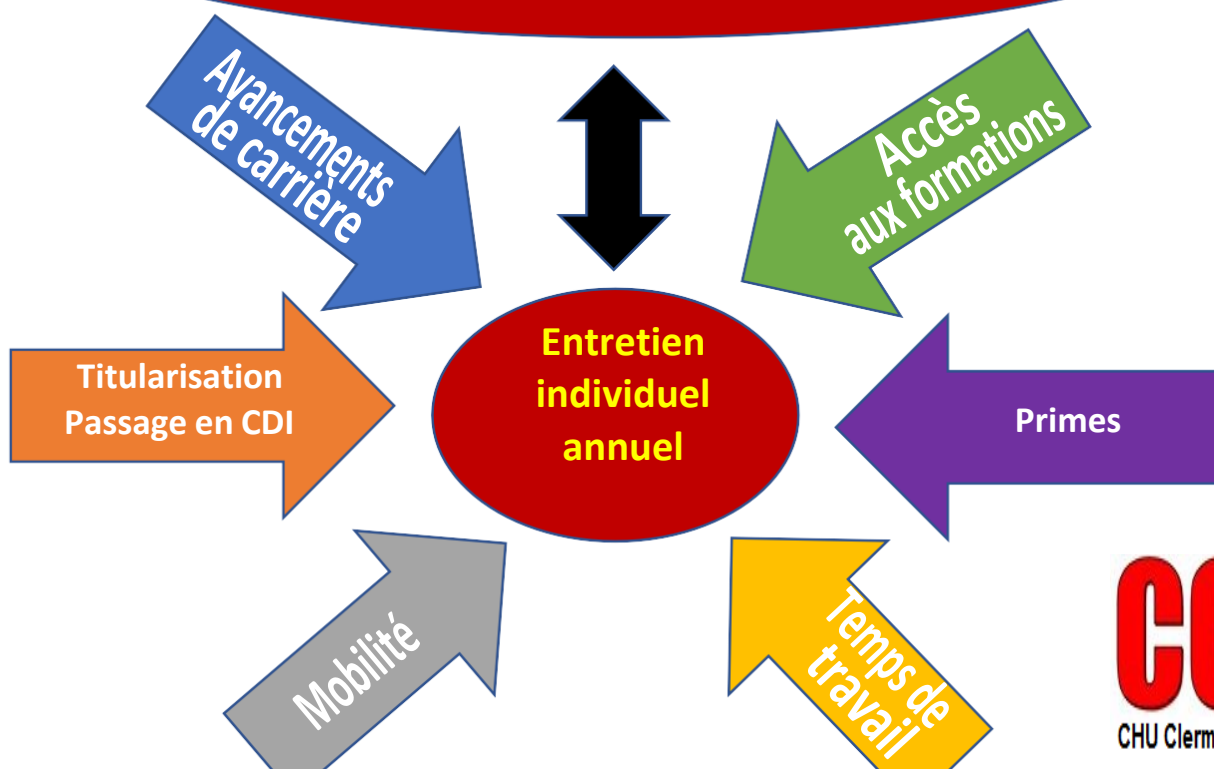 Avancements
de carrière
Accès
aux formations
Entretien
individuel
annuel
Titularisation
Passage en CDI
Primes
Mobilité
Temps de
travail
CHU Clerm